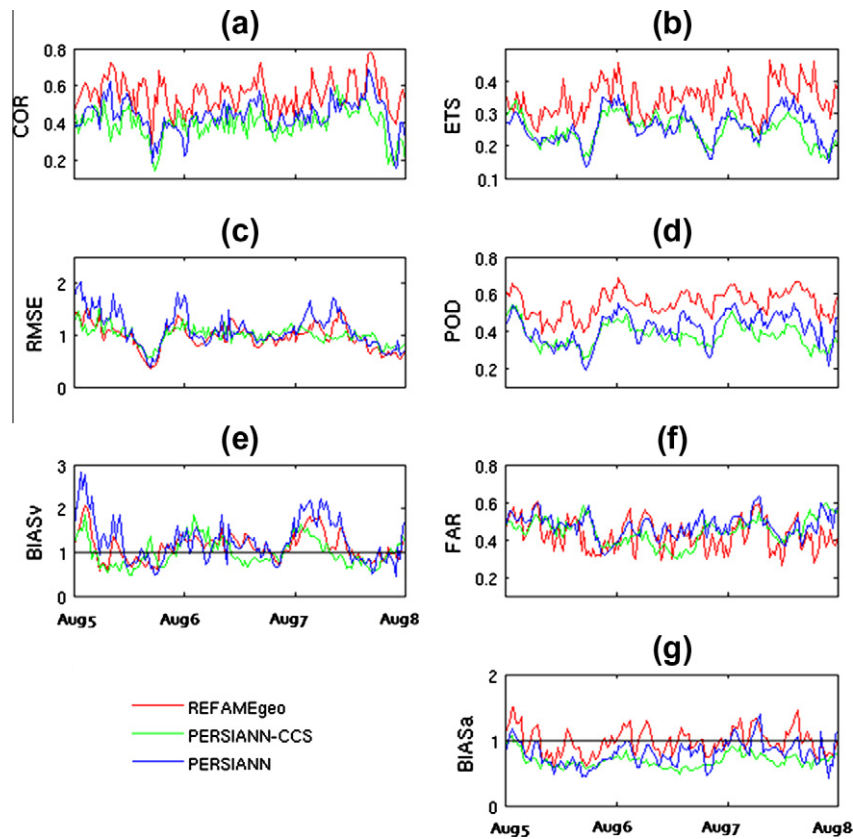 (a)
(b)
0.8
0.6
0.4
0.2
COR
0.4
0.3
0.2
0.1
ETS
(c)
(d)
2
1
0
RMSE
0.8
0.6
0.4
0.2
POD
(e)
(f)
3
2
1
0
BIASv
Aug5
Aug6
Aug7
Aug8
0.8
0.6
0.4
0.2
FAR
(g)
REFAMEgeo
PERSIANN-CCS
PERSIANN
2
1
0
BIASa
Aug5
Aug6
Aug7
Aug8